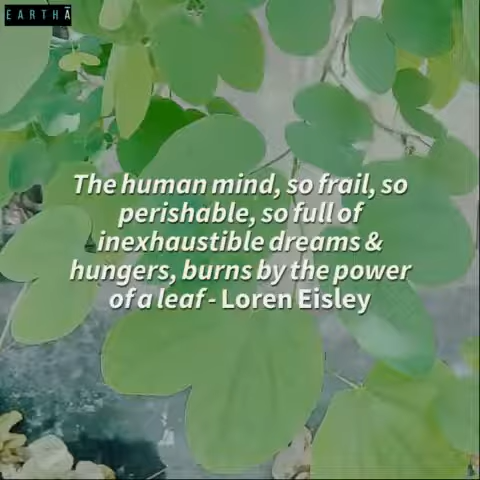 EARTHĀ
The human mind, so frail, so
perishable, so full of
inexhaustible dreams &
hungers, burns by the power
of a leaf - Loren Eisley